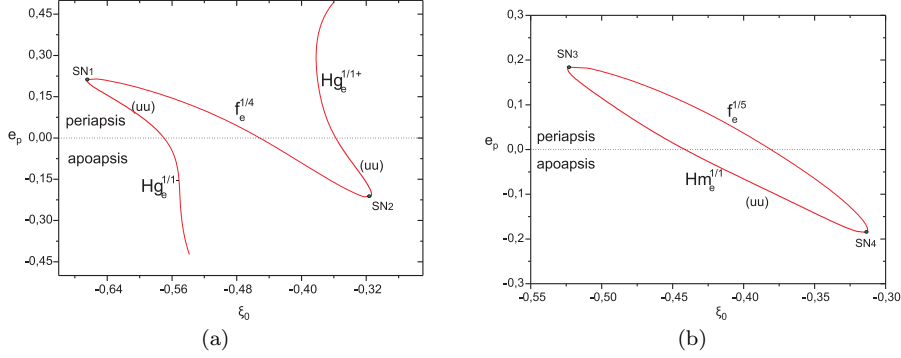 0,45
0,30
0,15
0,00
-0,15
-0,30
-0,45
e_p
SN1
(uu)
periapsis
apoapsis
f_e^{1/4}
Hg_e^{1/1+}
Hg_e^{1/1-}
(uu)
SN2
-0,64 -0,56 -0,48 -0,40 -0,32
ξ_0
(a)
0,3
0,2
0,1
0,0
-0,1
-0,2
-0,3
e_p
SN3
f_e^{1/5}
periapsis
apoapsis
Hm_e^{1/1}
(uu)
SN4
-0,55 -0,50 -0,45 -0,40 -0,35 -0,30
ξ_0
(b)